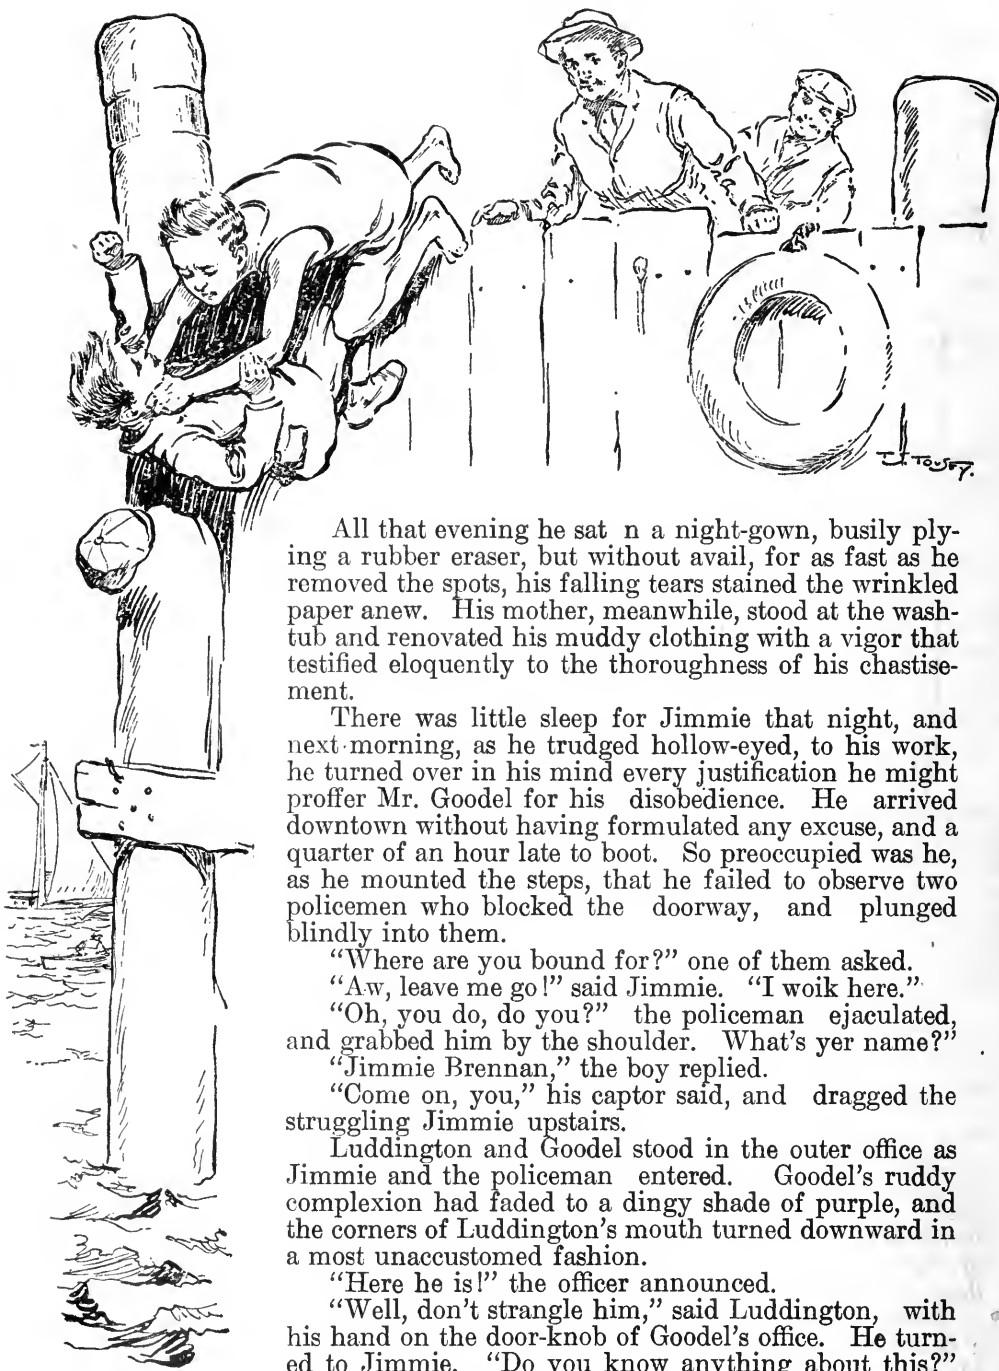 T.J. Tousey.
All that evening he sat n a night-gown, busily ply-
ing a rubber eraser, but without avail, for as fast as he
removed the spots, his falling tears stained the wrinkled
paper anew. His mother, meanwhile, stood at the wash-
tub and renovated his muddy clothing with a vigor that
testified eloquently to the thoroughness of his chastise-
ment.
There was little sleep for Jimmie that night, and
next morning, as he trudged hollow-eyed, to his work,
he turned over in his mind every justification he might
proffer Mr. Goodel for his disobedience. He arrived
downtown without having formulated any excuse, and a
quarter of an hour late to boot. So preoccupied was he,
as he mounted the steps, that he failed to observe two
policemen who blocked the doorway, and plunged
blindly into them.
“Where are you bound for?” one of them asked.
“Aw, leave me go!” said Jimmie. “I woik here.”
“Oh, you do, do you?” the policeman ejaculated,
and grabbed him by the shoulder. What's yer name?”
“Jimmie Brennan,” the boy replied.
“Come on, you,” his captor said, and dragged the
struggling Jimmie upstairs.
Luddington and Goodel stood in the outer office as
Jimmie and the policeman entered. Goodel's ruddy
complexion had faded to a dingy shade of purple, and
the corners of Luddington's mouth turned downward in
a most unaccustomed fashion.
“Here he is!” the officer announced.
“Well, don't strangle him,” said Luddington, with
his hand on the door-knob of Goodel's office. He turn-
ed to Jimmie. “Do you know anything about this?”